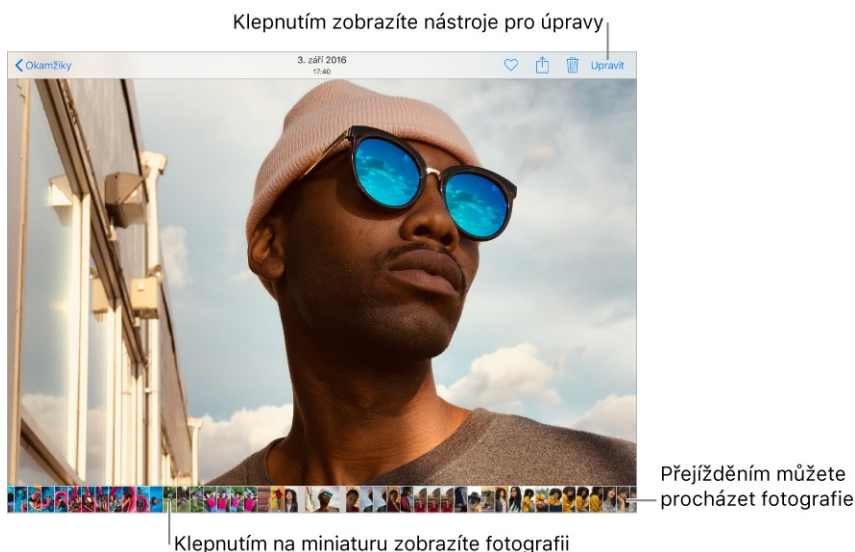 Klepnutím zobrazíte nástroje pro úpravy
Okamžiky
3. září 2016
17:40
Upravit
Přejížděním můžete
procházet fotografie
Klepnutím na miniaturu zobrazíte fotografii